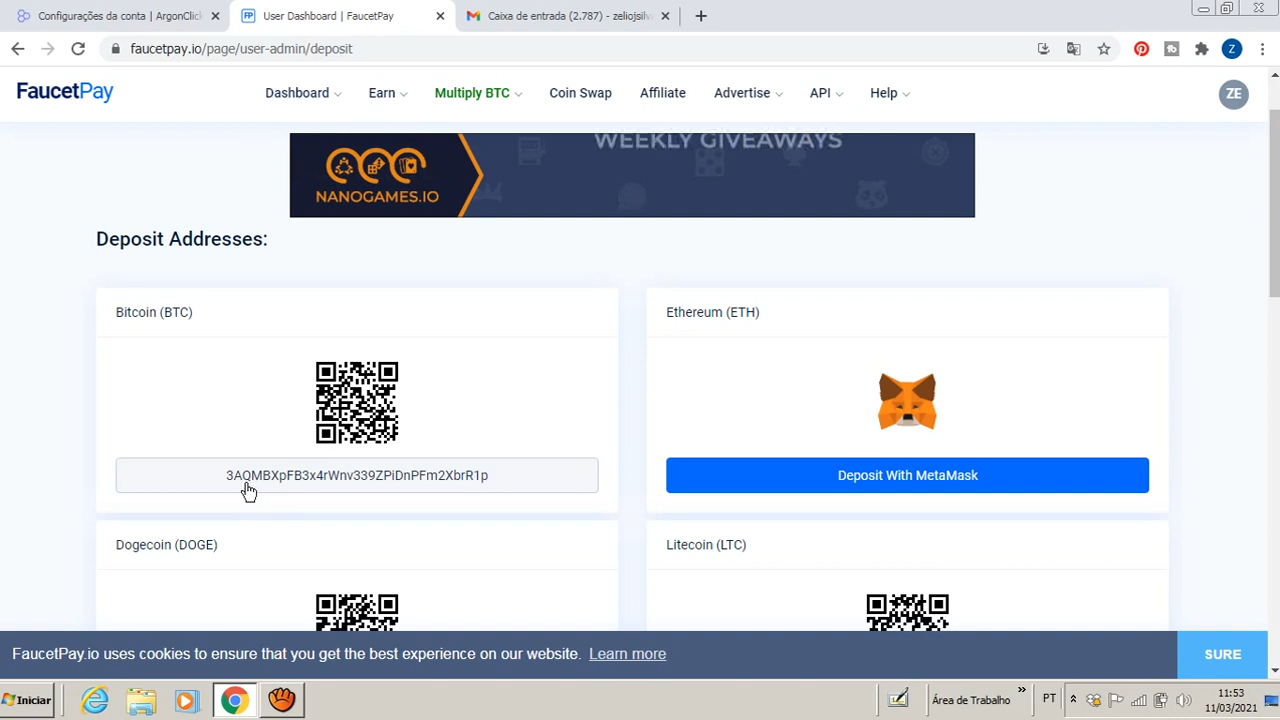 Configurações da conta | ArgonClick
User Dashboard | FaucetPay
Caixa de entrada (2.787) - zeliojsilv
faucetpay.io/page/user-admin/deposit
Z
FaucetPay
Dashboard
Earn
Multiply BTC
Coin Swap
Affiliate
Advertise
API
Help
ZE
WEEKLY GIVEAWAYS
NANOGAMES.IO
Deposit Addresses:
Bitcoin (BTC)
Ethereum (ETH)
3AQMBXpFB3x4rWnv339ZPiDnPFm2XbrR1p
Deposit With MetaMask
Dogecoin (DOGE)
Litecoin (LTC)
FaucetPay.io uses cookies to ensure that you get the best experience on our website. Learn more
SURE
Iniciar
Área de Trabalho
PT
11:53
11/03/2021